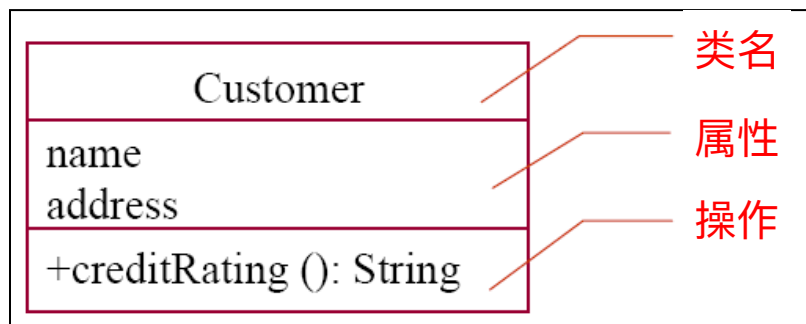 类名
Customer
属性
name
address
操作
+creditRating (): String